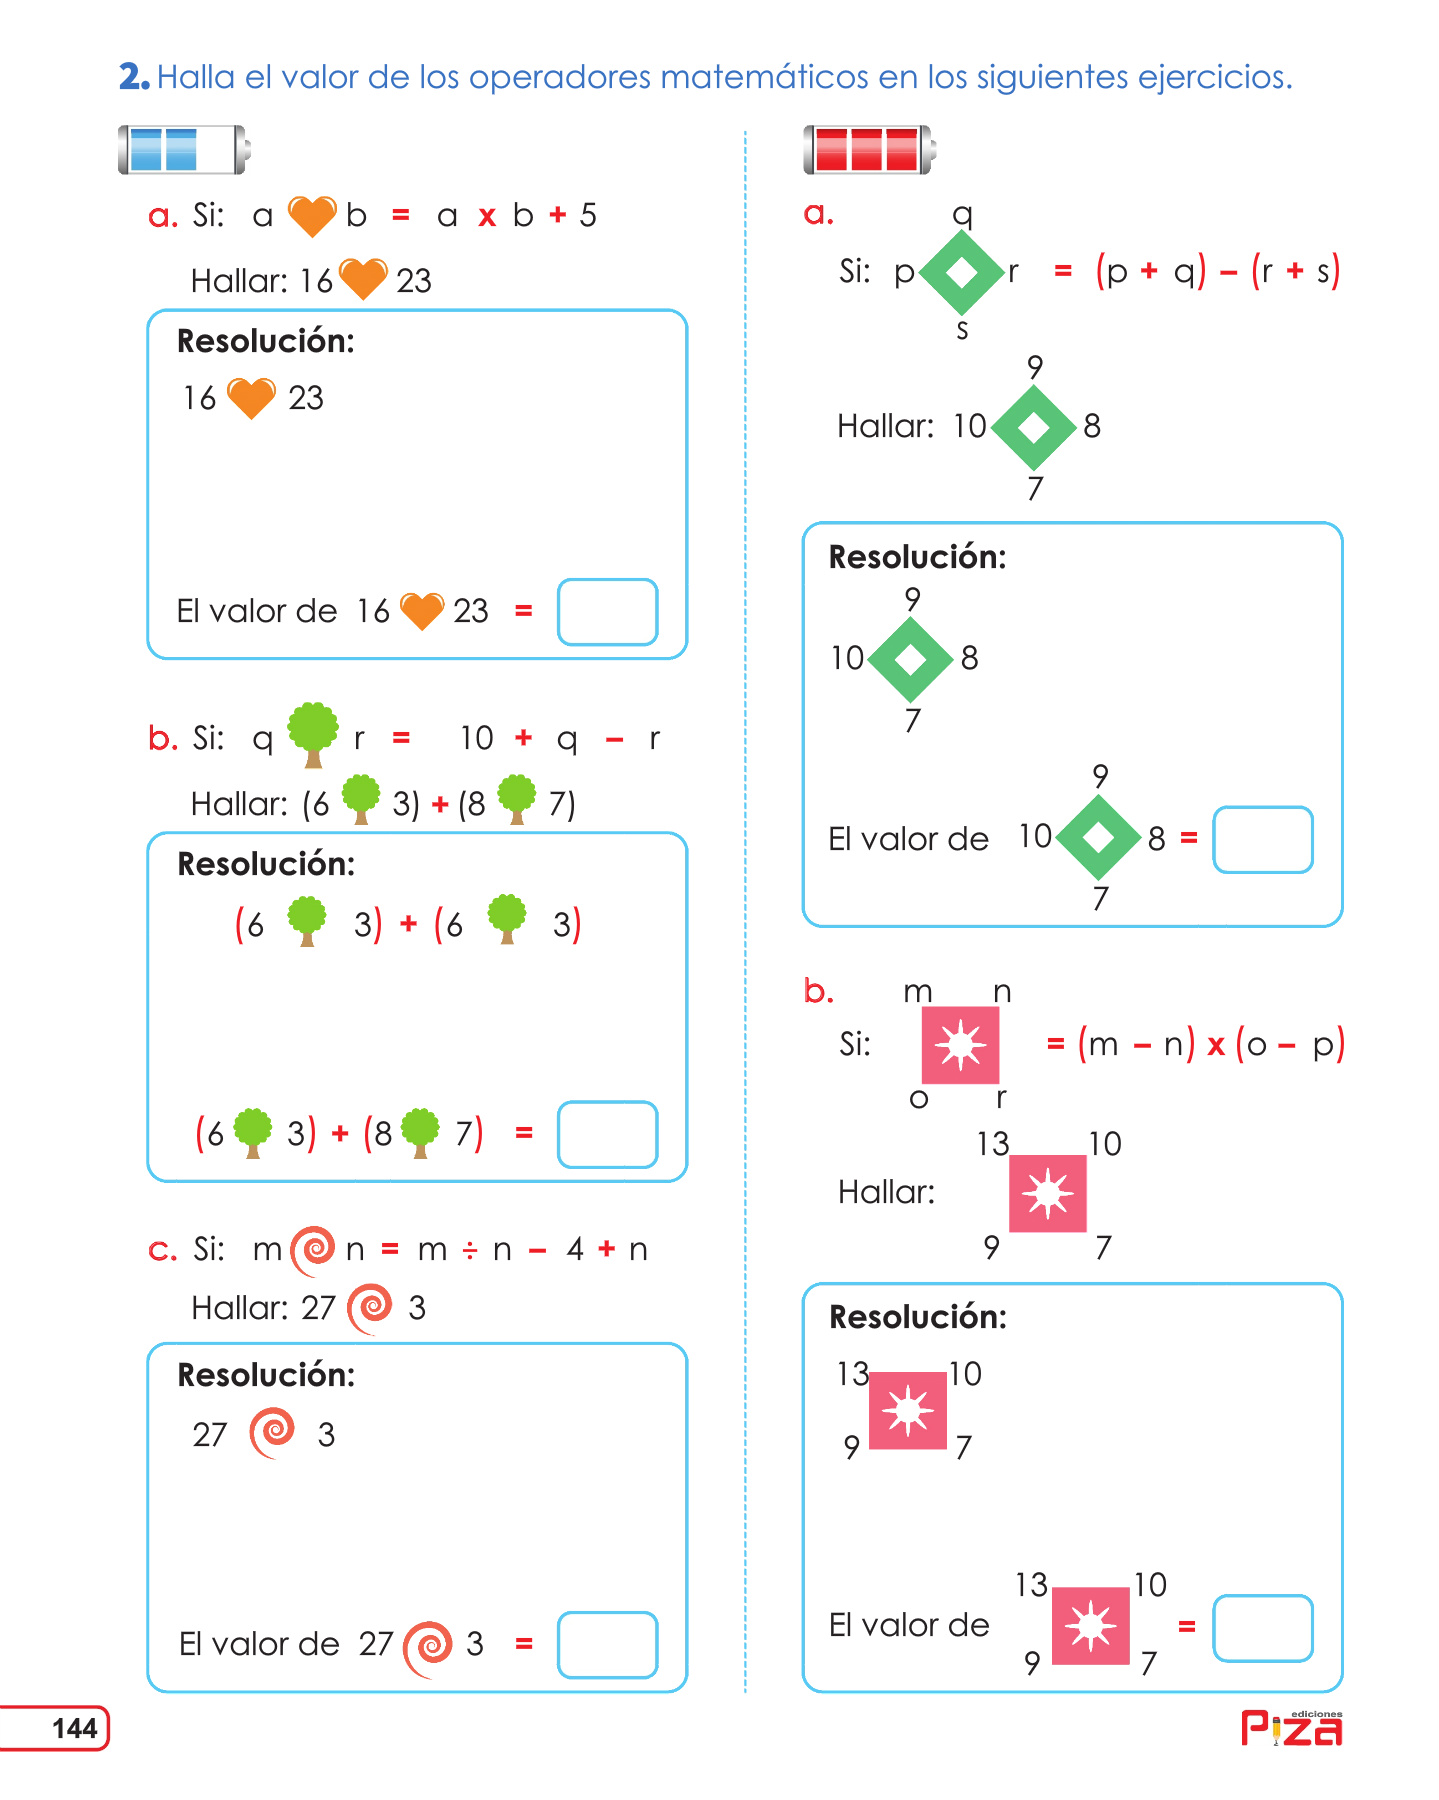 2. Halla el valor de los operadores matemáticos en los siguientes ejercicios.
a. Si: a b = a x b + 5
Hallar: 16 23
Resolución:
16 23
El valor de 16 23 =
b. Si: q r = 10 + q – r
Hallar: (6 3) + (8 7)
Resolución:
(6 3) + (6 3)
(6 3) + (8 7) =
c. Si: m n = m ÷ n – 4 + n
Hallar: 27 3
Resolución:
27 3
El valor de 27 3 =
a.
q
Si: p r = (p + q) – (r + s)
s
9
Hallar: 10 8
7
Resolución:
9
10 8
7
9
El valor de 10 8 =
7
b.
m n
Si: = (m – n) x (o – p)
o r
13 10
Hallar:
9 7
Resolución:
13 10
9 7
13 10
El valor de =
9 7
144
ediciones
Piza